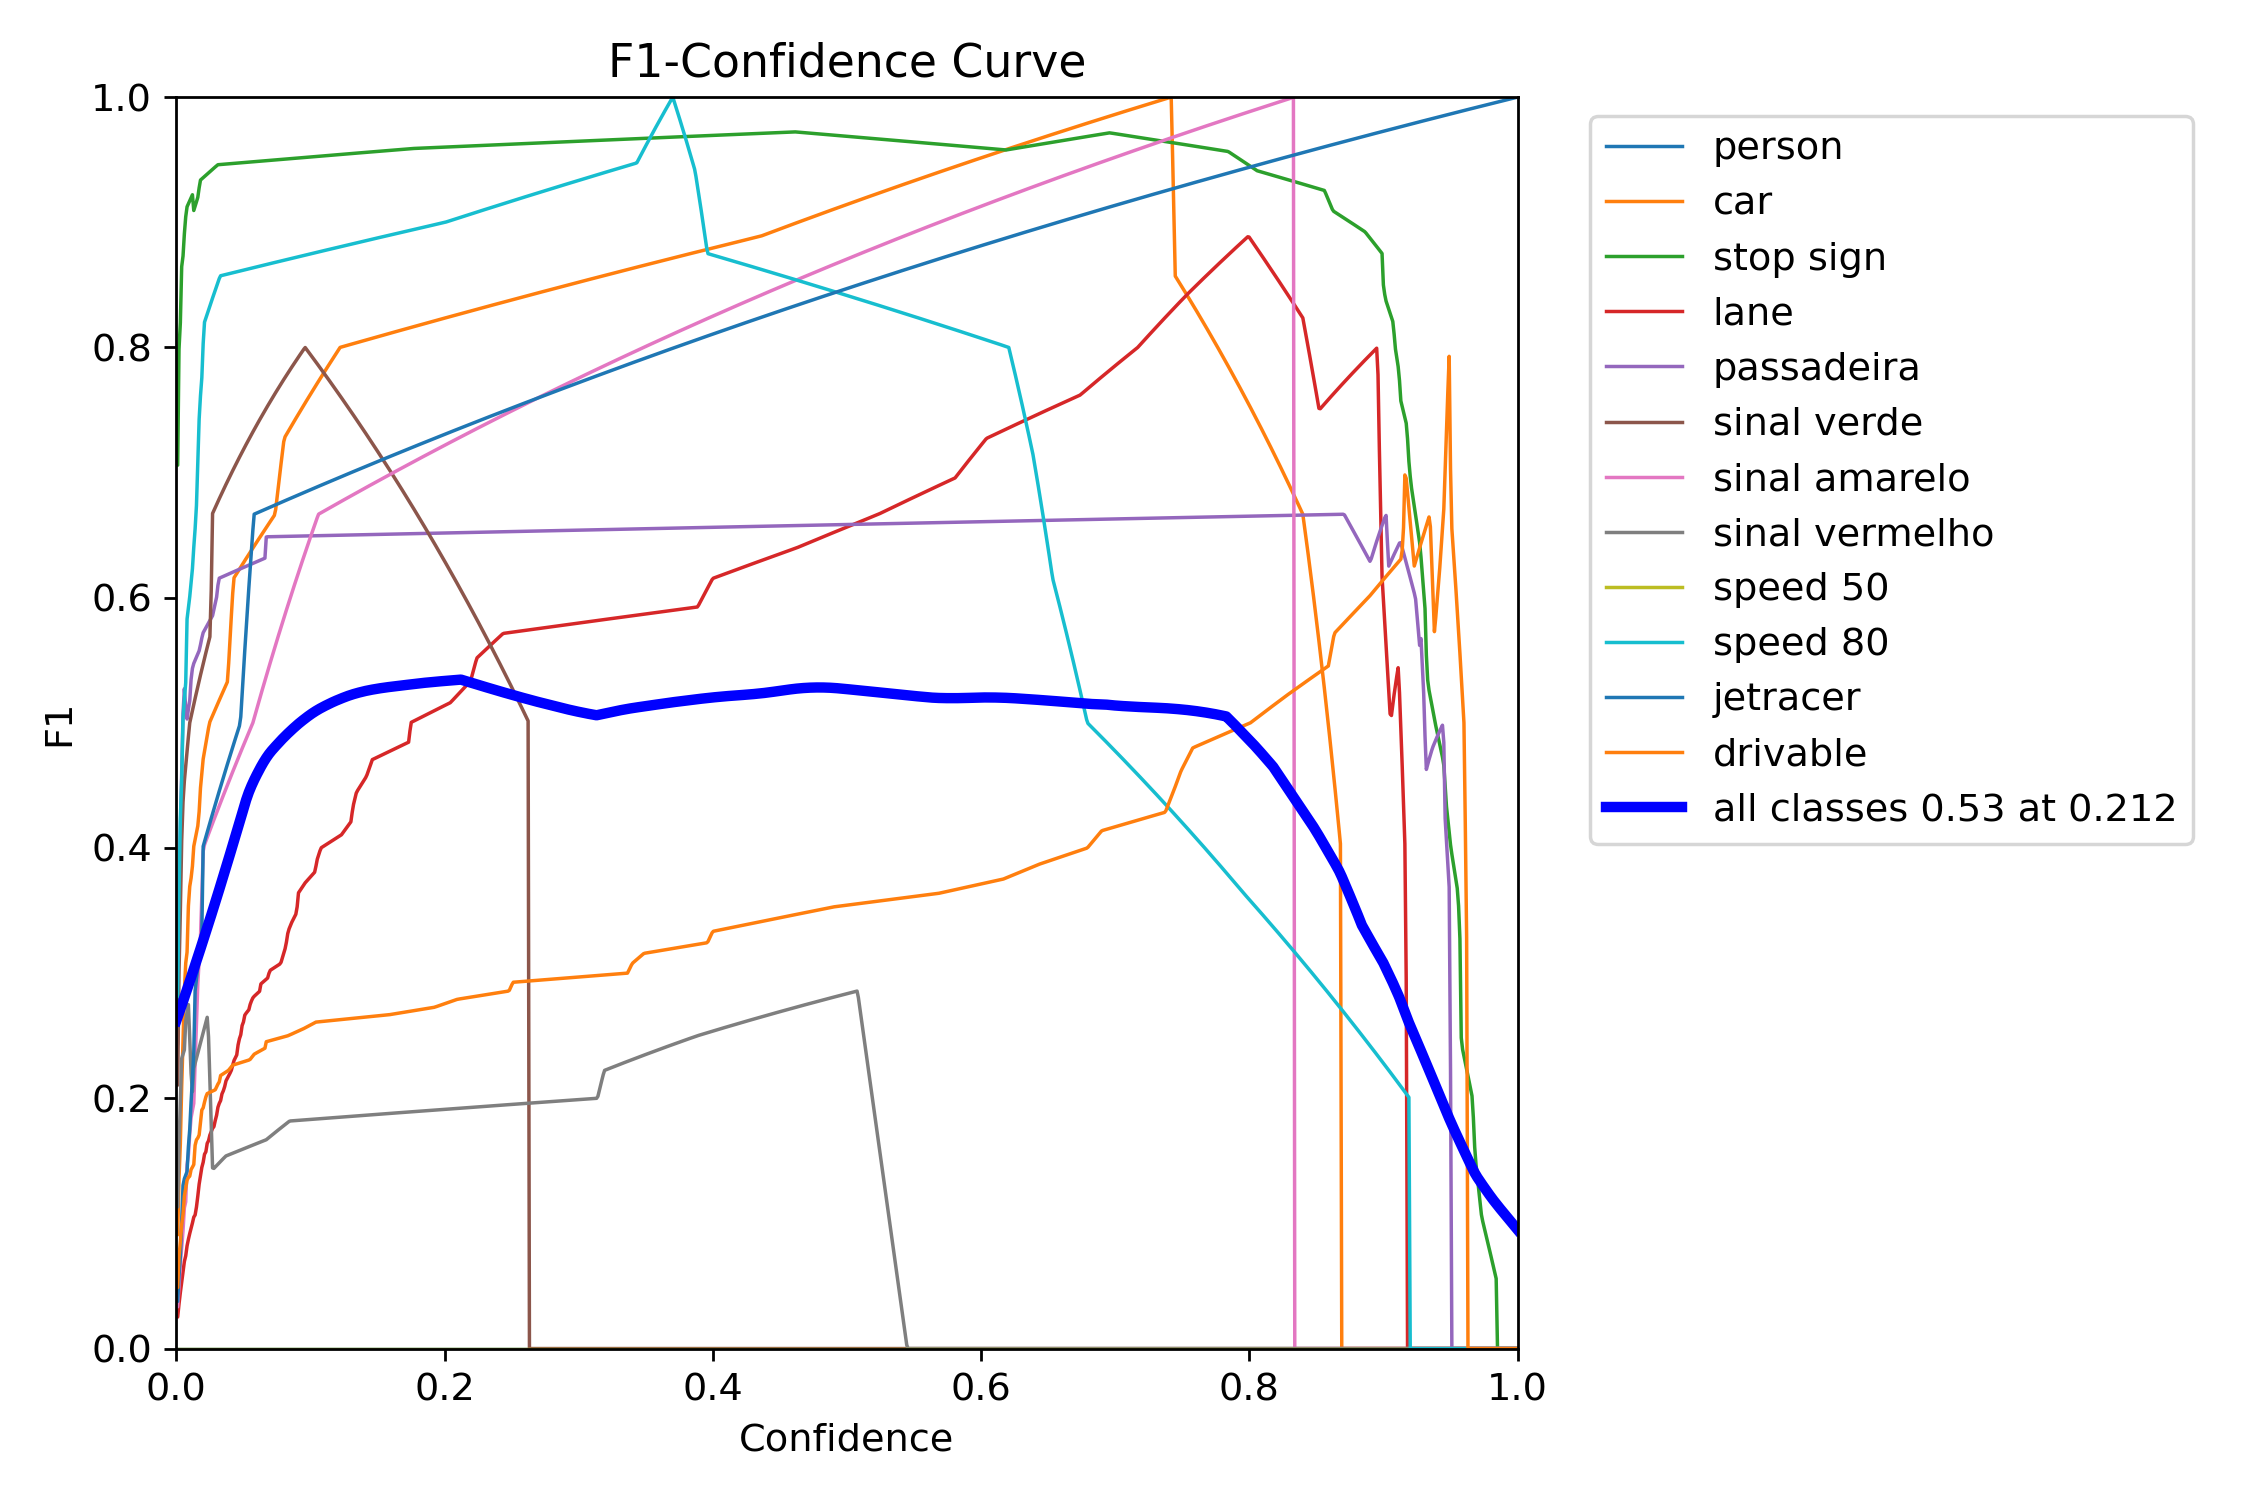 F1-Confidence Curve
1.0
0.8
0.6
0.4
0.2
0.0
F1
0.0 0.2 0.4 0.6 0.8 1.0
Confidence
person
car
stop sign
lane
passadeira
sinal verde
sinal amarelo
sinal vermelho
speed 50
speed 80
jetracer
drivable
all classes 0.53 at 0.212